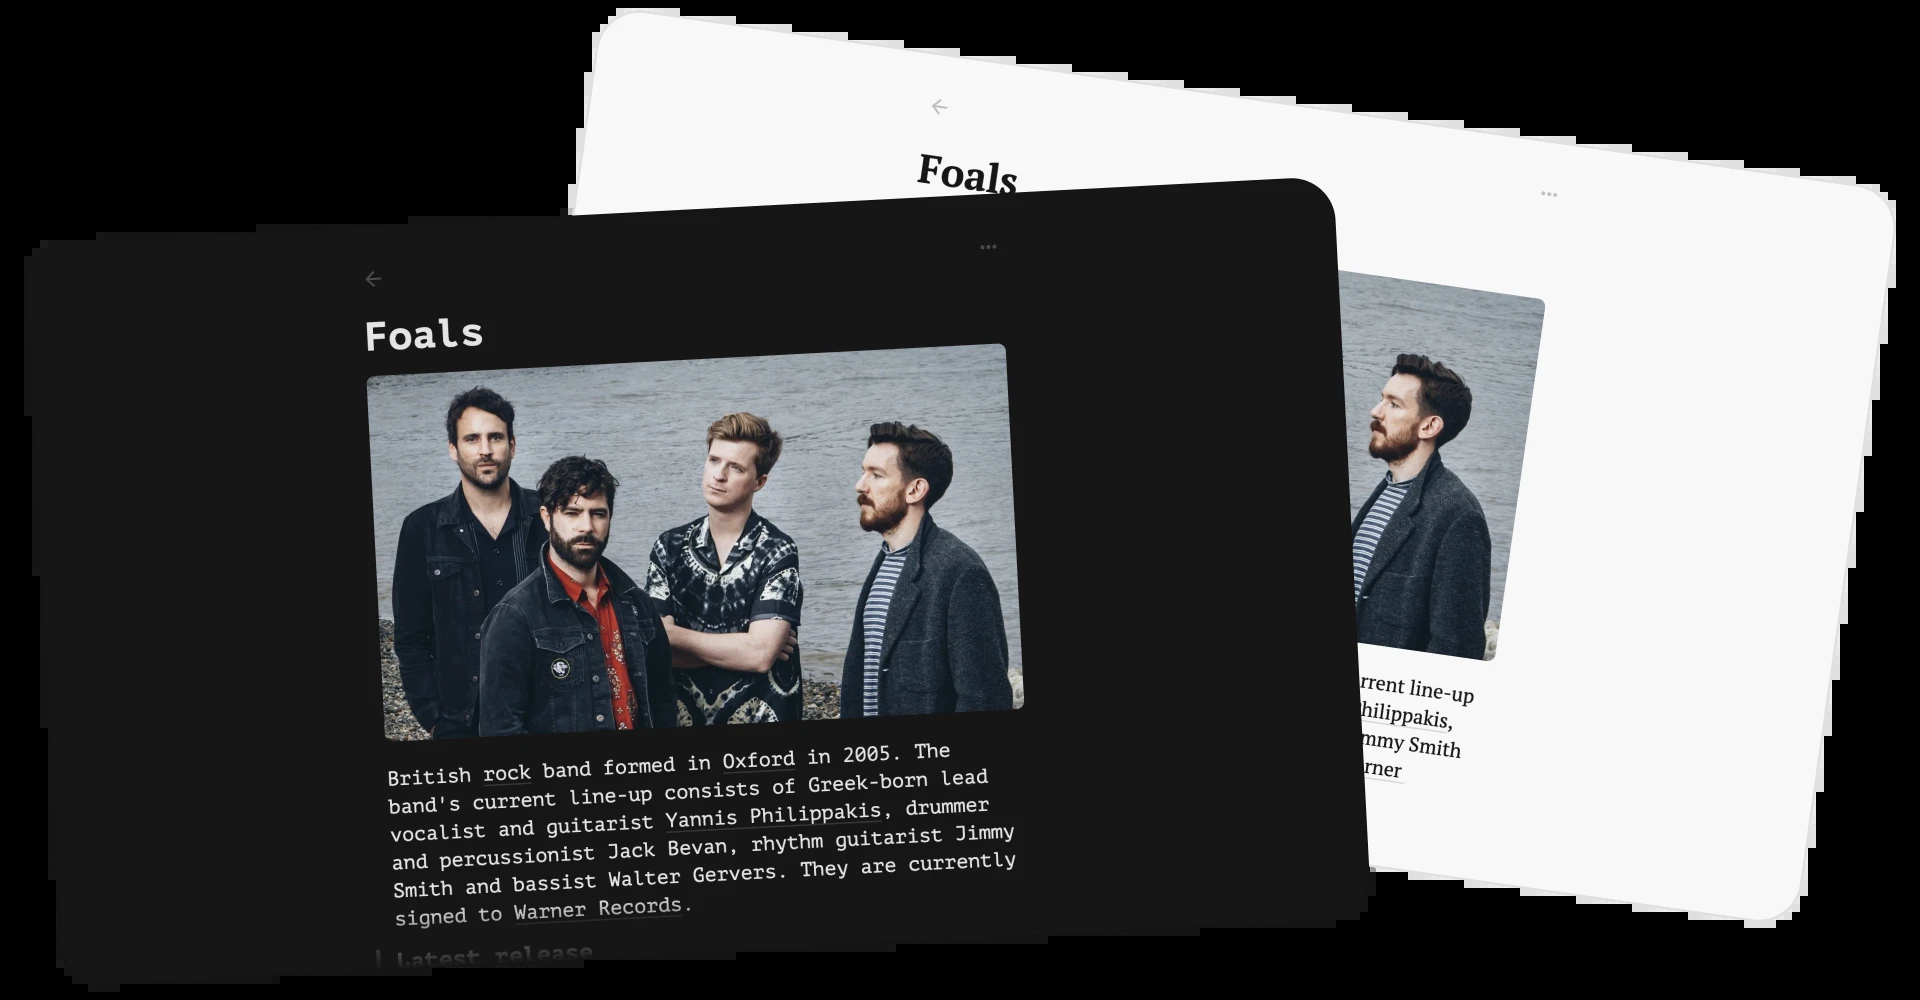 Foals
Foals
British rock band formed in Oxford in 2005. The
band's current line-up consists of Greek-born lead
vocalist and guitarist Yannis Philippakis, drummer
and percussionist Jack Bevan, rhythm guitarist Jimmy
Smith and bassist Walter Gervers. They are currently
signed to Warner Records.
Latest release
rrent line-up
hilippakis,
mmy Smith
rner